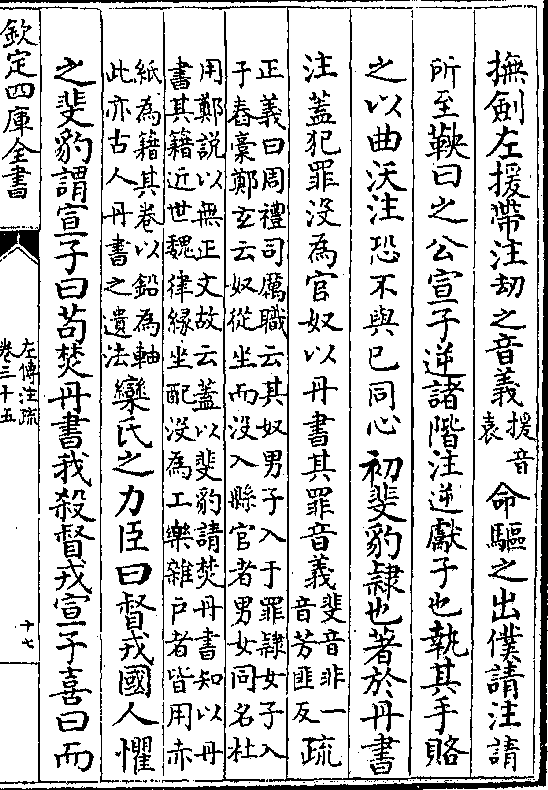 撫劍左援帶注刧之音義援音
袁命驅之出僕請注請
所至鞅曰之公宣子逆諸階注逆獻子也執其手賂
之以曲沃注恐不與已同心初斐豹隷也著於丹書
注蓋犯罪没為官奴以丹書其罪音義斐音非一
音芳匪反疏
正義曰周禮司厲職云其奴男子入于罪隷女子入
于舂槀鄭玄云奴從坐而没入縣官者男女同名杜
用鄭說以無正文故云蓋以斐豹請焚丹書知以丹
書其籍近世魏律緣坐配没為工樂雜戸者皆用赤
紙為籍其卷以鉛為軸
此亦古人丹書之遺法欒氏之力臣曰督戎國人懼
之斐豹謂宣子曰茍焚丹書我殺督戎宣子喜曰而
欽定四庫全書
左傳注疏
卷三十五
十七